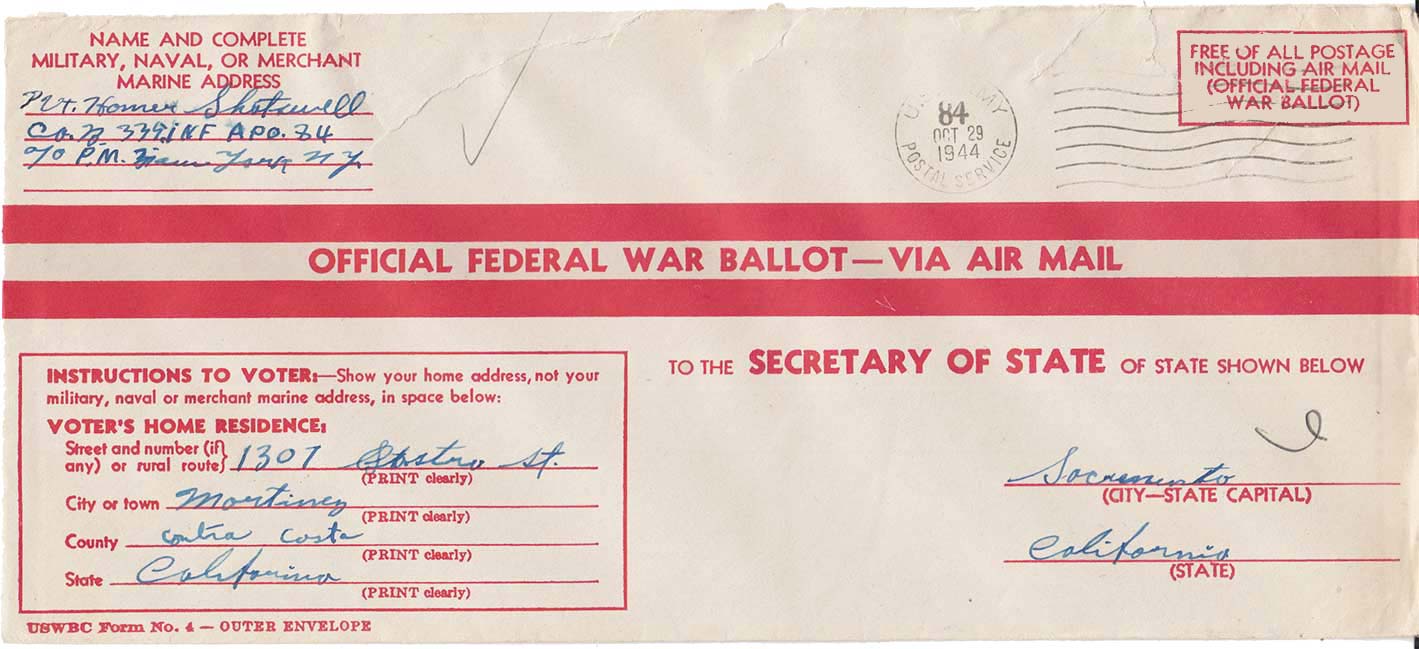 NAME AND COMPLETE
MILITARY, NAVAL, OR MERCHANT
MARINE ADDRESS
Pvt. Homer
Co. B INF APO. 84
c/o P.M. New York NY
U.S. ARMY
84
OCT 29
1944
POSTAL SERVICE
FREE OF ALL POSTAGE
INCLUDING AIR MAIL
(OFFICIAL FEDERAL
WAR BALLOT)
OFFICIAL FEDERAL WAR BALLOT—VIA AIR MAIL
INSTRUCTIONS TO VOTER:—Show your home address, not your
military, naval or merchant marine address, in space below:
VOTER'S HOME RESIDENCE:
Street and number (if
any) or rural route} 1307 Castro St.
(PRINT clearly)
City or town Martinez
(PRINT clearly)
County Contra Costa
(PRINT clearly)
State California
(PRINT clearly)
USWBC Form No. 4 — OUTER ENVELOPE
TO THE SECRETARY OF STATE OF STATE SHOWN BELOW
Sacramento
(CITY—STATE CAPITAL)
California
(STATE)